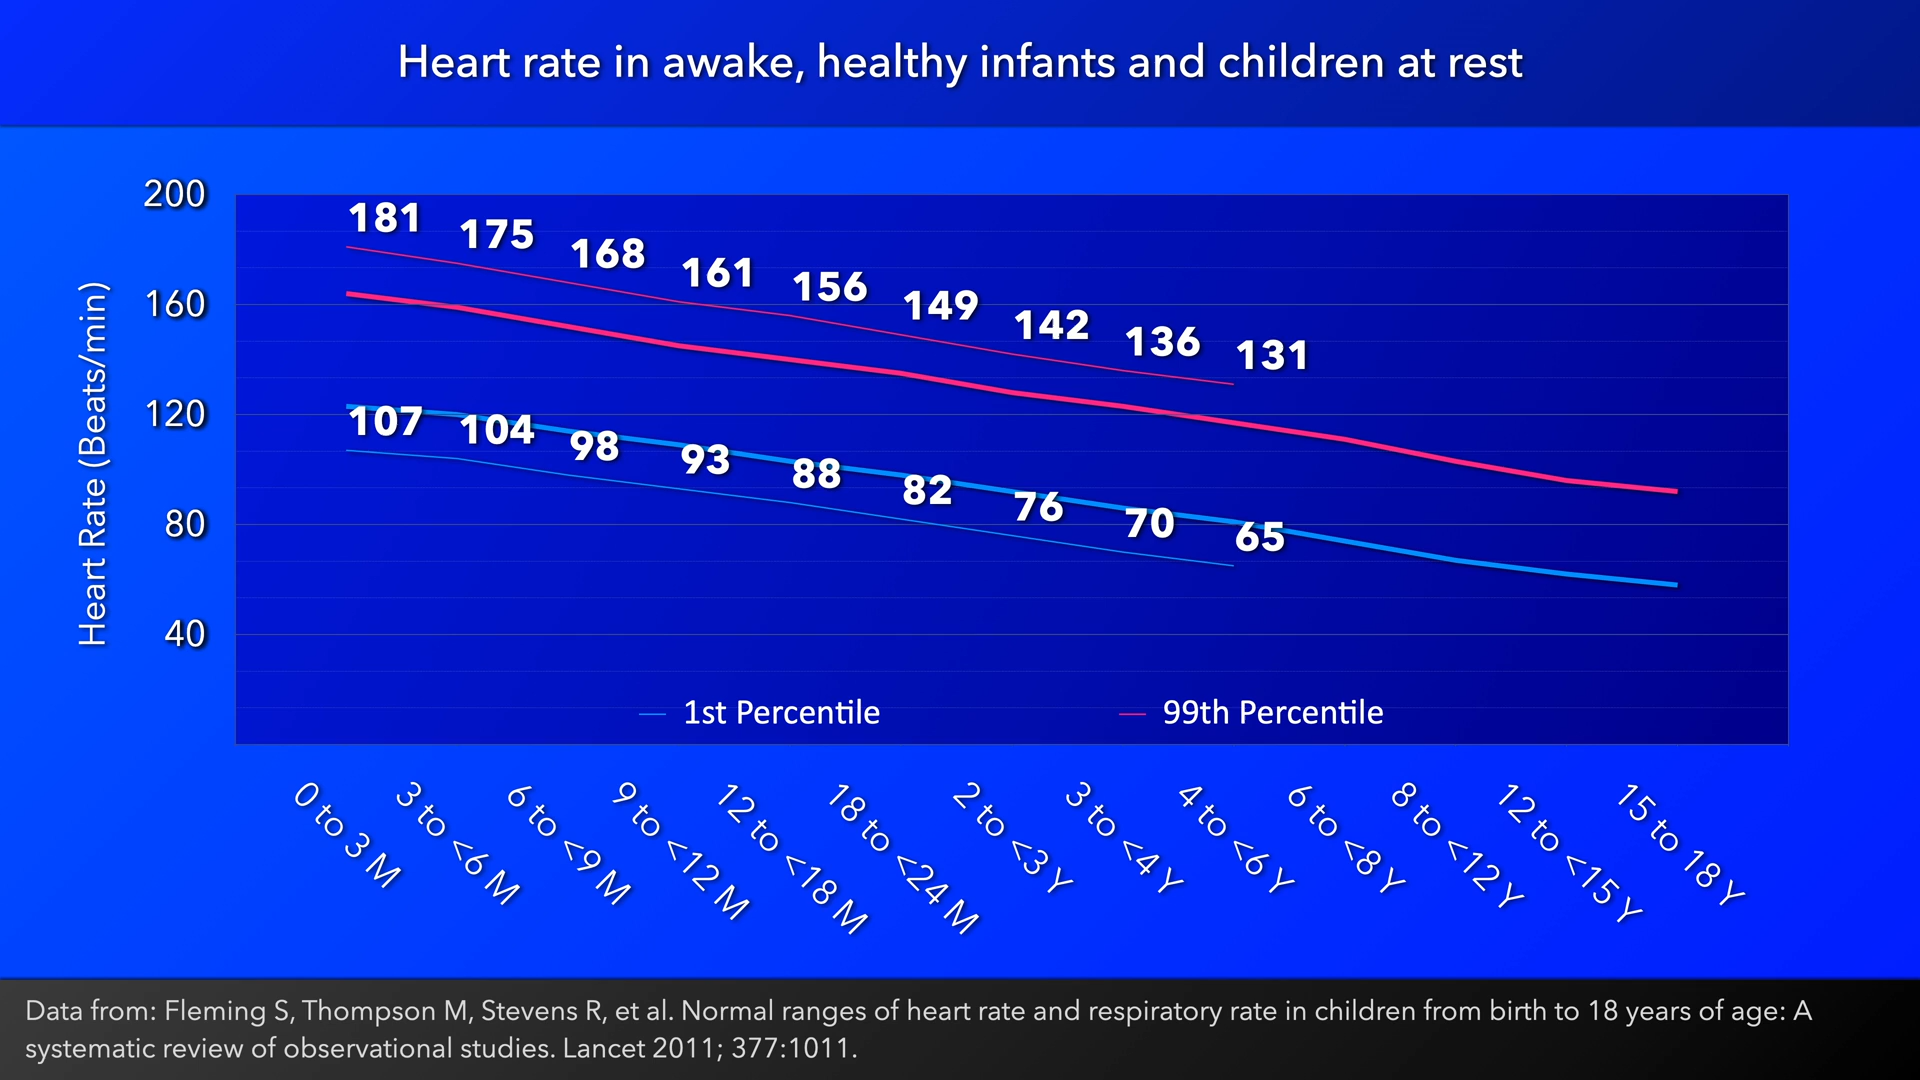 Heart rate in awake, healthy infants and children at rest
Heart Rate (Beats/min)
200
160
120
80
40
181
175
168
161
156
149
142
136
131
107
104
98
93
88
82
76
70
65
1st Percentile
99th Percentile
0 to 3 M
3 to <6 M
6 to <9 M
9 to <12 M
12 to <18 M
18 to <24 M
2 to <3 Y
3 to <4 Y
4 to <6 Y
6 to <8 Y
8 to <12 Y
12 to <15 Y
15 to 18 Y
Data from: Fleming S, Thompson M, Stevens R, et al. Normal ranges of heart rate and respiratory rate in children from birth to 18 years of age: A
systematic review of observational studies. Lancet 2011; 377:1011.